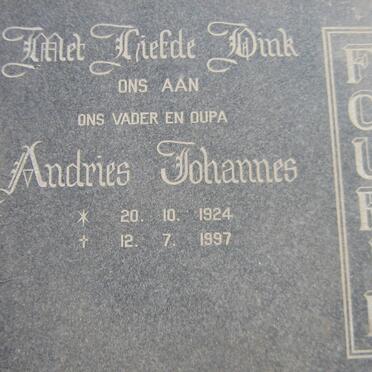 Met Liefde Dink
ONS AAN
ONS VADER EN OUPA
Andries Johannes
* 20. 10. 1924
† 12. 7. 1997
F
O
U
R